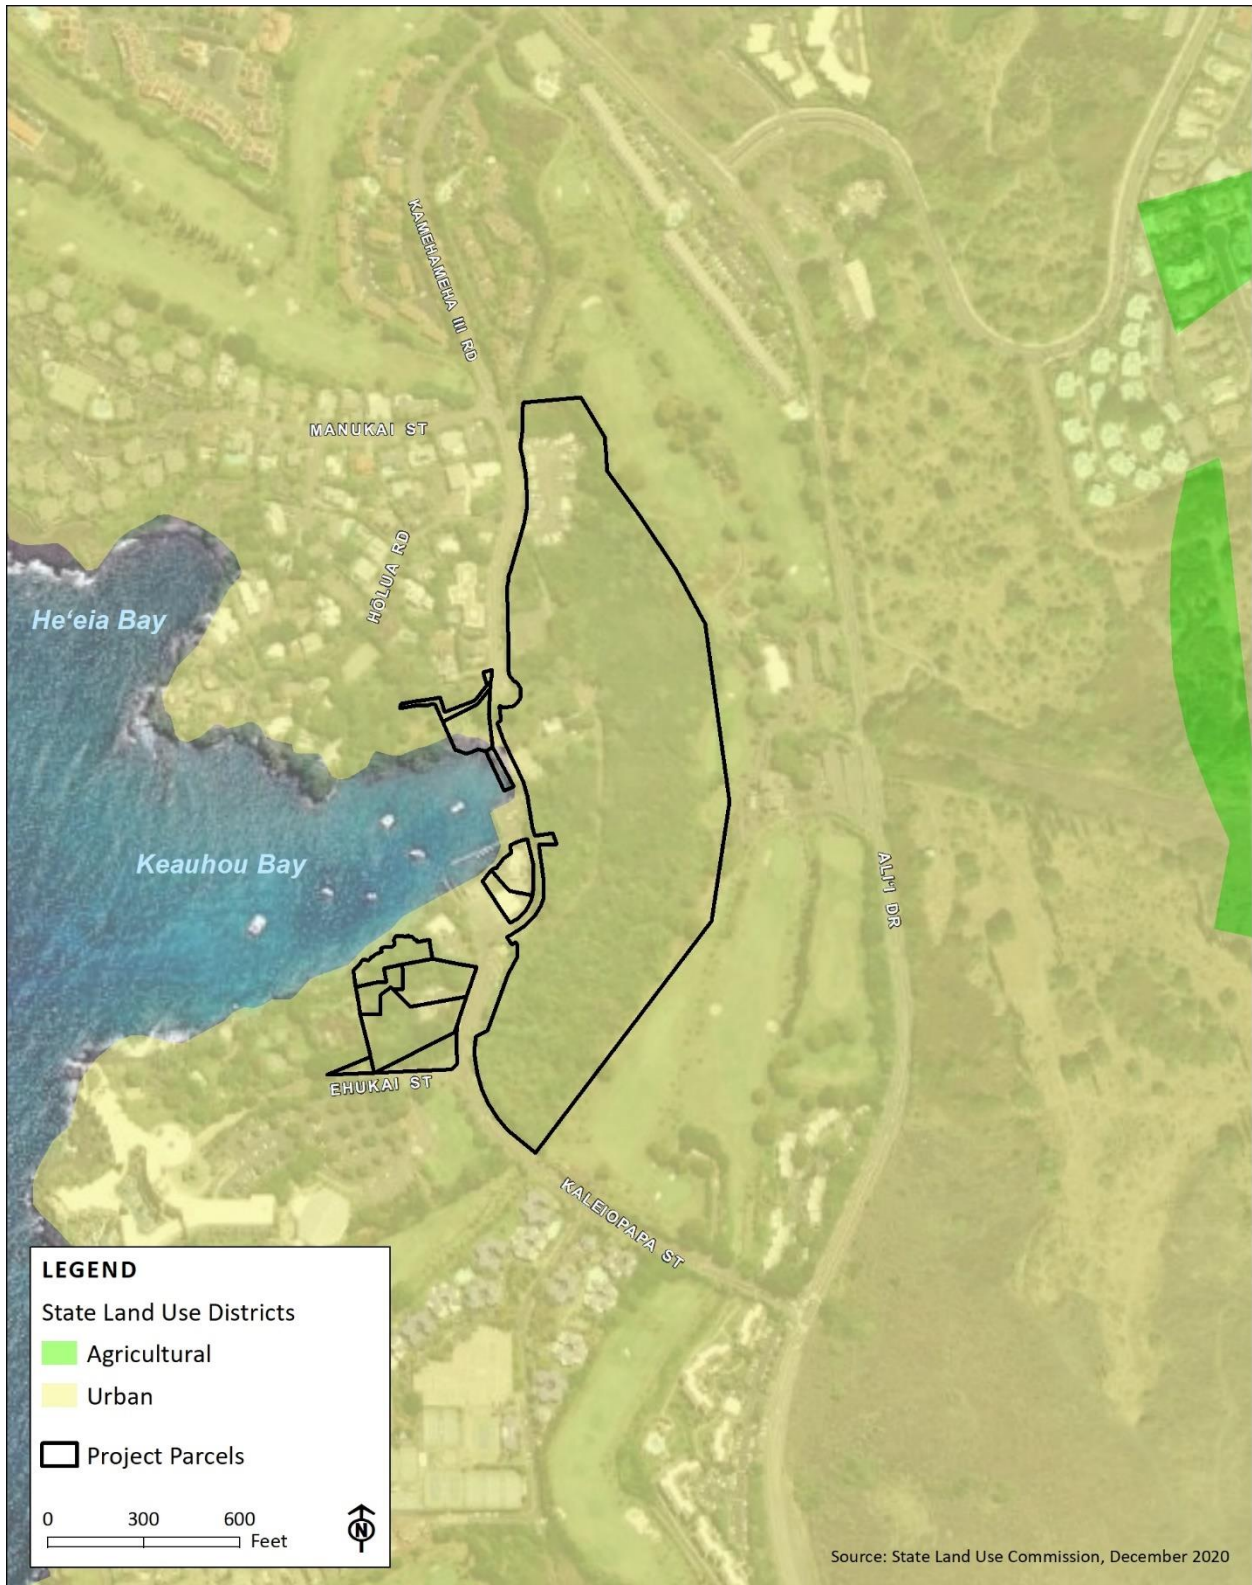 KAMEHAMEHA III RD
MANUKAI ST
HŌLUA RD
He‘eia Bay
Keauhou Bay
ALI‘I DR
EHUKAI ST
KALEIOPAPA ST
LEGEND
State Land Use Districts
Agricultural
Urban
Project Parcels
0 300 600
Feet
N
Source: State Land Use Commission, December 2020